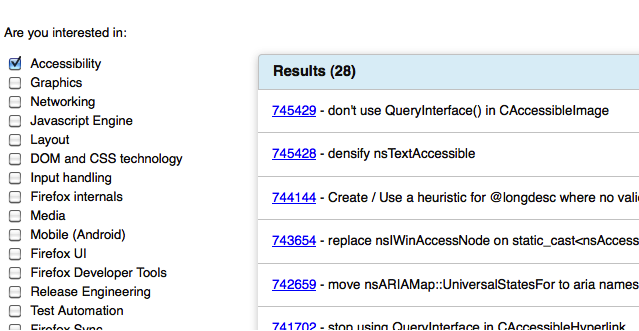 Are you interested in:
Accessibility
Graphics
Networking
Javascript Engine
Layout
DOM and CSS technology
Input handling
Firefox internals
Media
Mobile (Android)
Firefox UI
Firefox Developer Tools
Release Engineering
Test Automation
Firefox Sync
Results (28)
745429 - don't use QueryInterface() in CAccessibleImage
745428 - densify nsTextAccessible
744144 - Create / Use a heuristic for @longdesc where no vali
743654 - replace nsIWinAccessNode on static_cast<nsAccess
742659 - move nsARIAMap::UniversalStatesFor to aria names
741702 - stop using QueryInterface in CAccessibleHyperlink